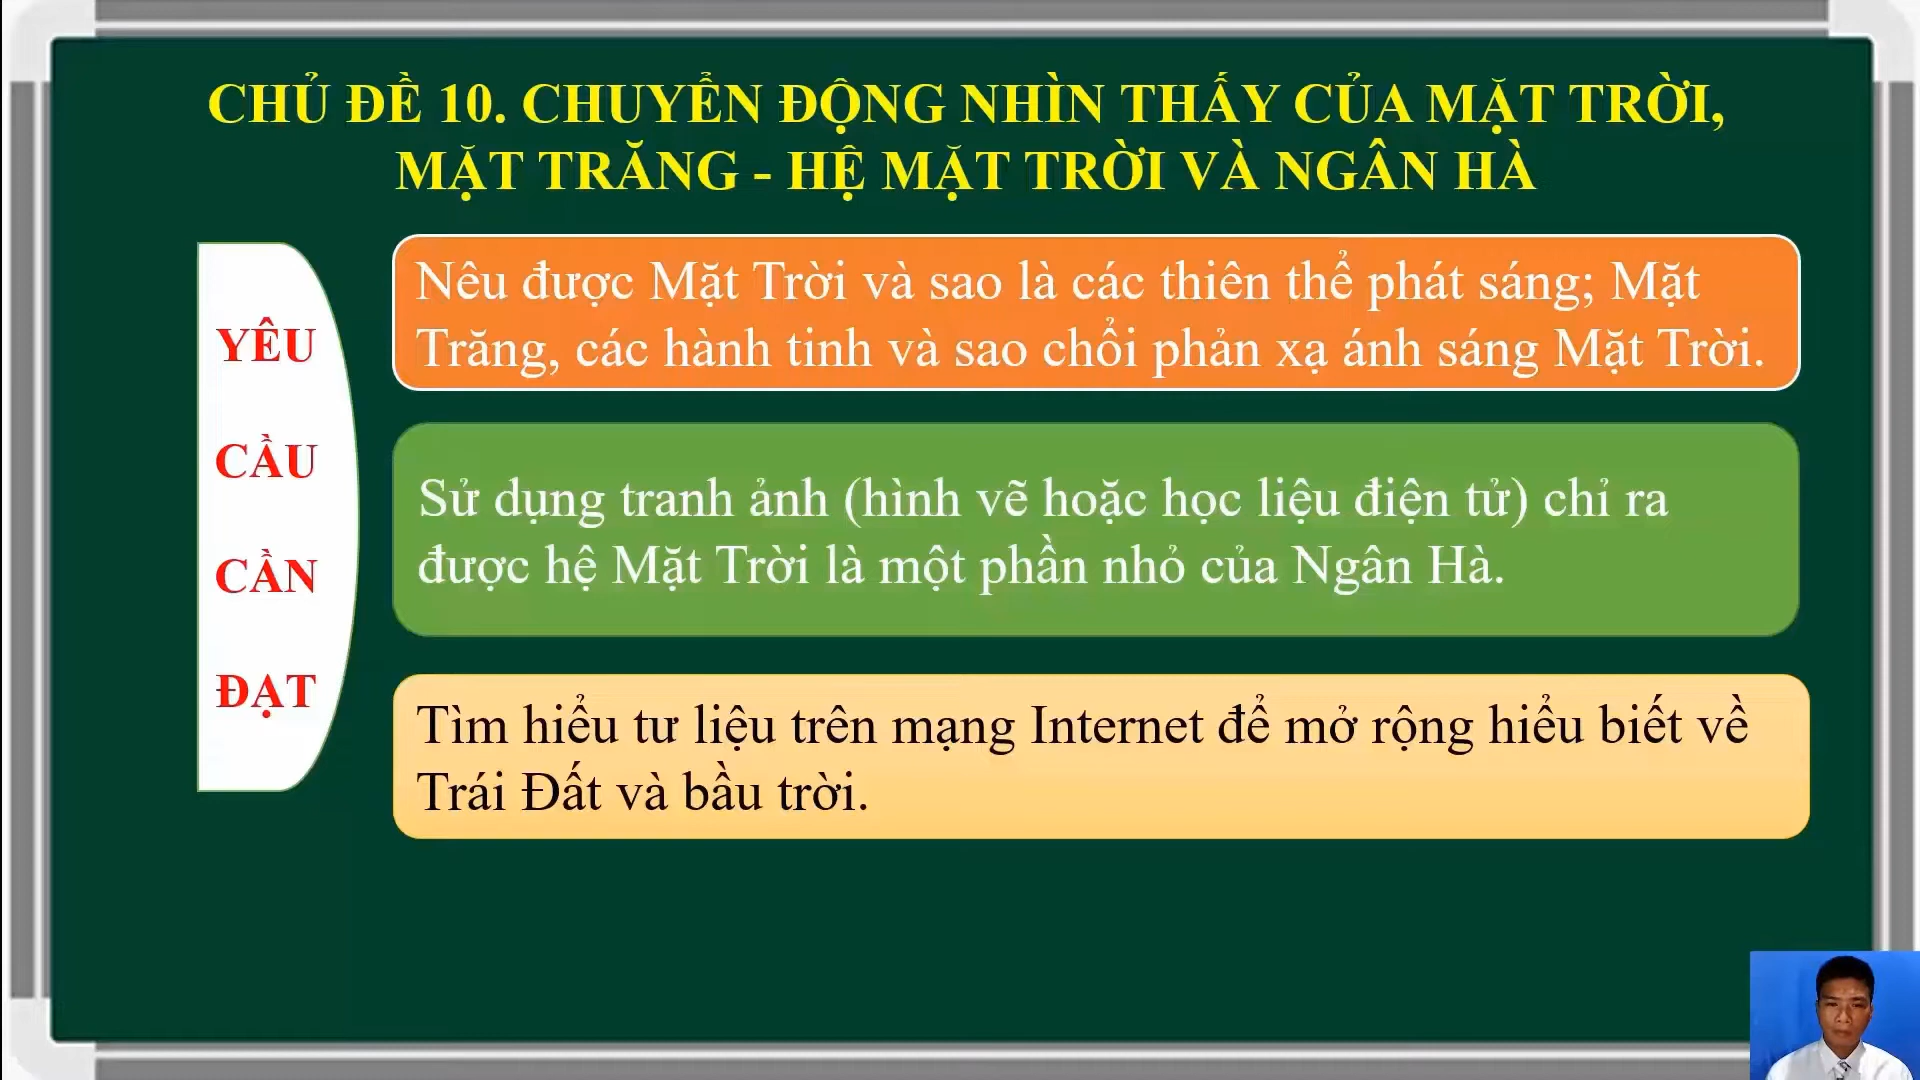 CHỦ ĐỀ 10. CHUYỂN ĐỘNG NHÌN THẤY CỦA MẶT TRỜI,
MẶT TRĂNG - HỆ MẶT TRỜI VÀ NGÂN HÀ
YÊU
CẦU
CẦN
ĐẠT
Nêu được Mặt Trời và sao là các thiên thể phát sáng; Mặt
Trăng, các hành tinh và sao chổi phản xạ ánh sáng Mặt Trời.
Sử dụng tranh ảnh (hình vẽ hoặc học liệu điện tử) chỉ ra
được hệ Mặt Trời là một phần nhỏ của Ngân Hà.
Tìm hiểu tư liệu trên mạng Internet để mở rộng hiểu biết về
Trái Đất và bầu trời.